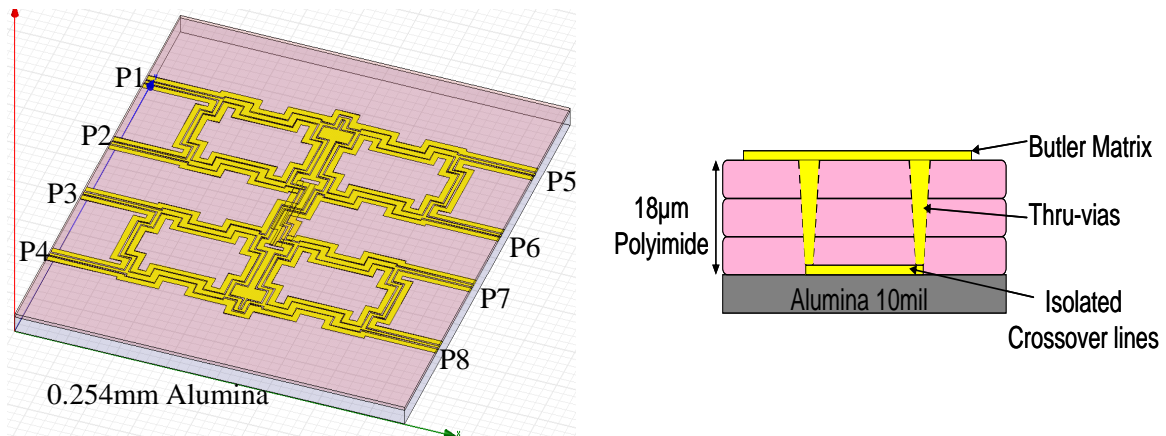 P1
P2
P3
P4
P5
P6
P7
P8
0.254mm Alumina
Butler Matrix
18µm
Polyimide
Thru-vias
Alumina 10mil
Isolated
Crossover lines